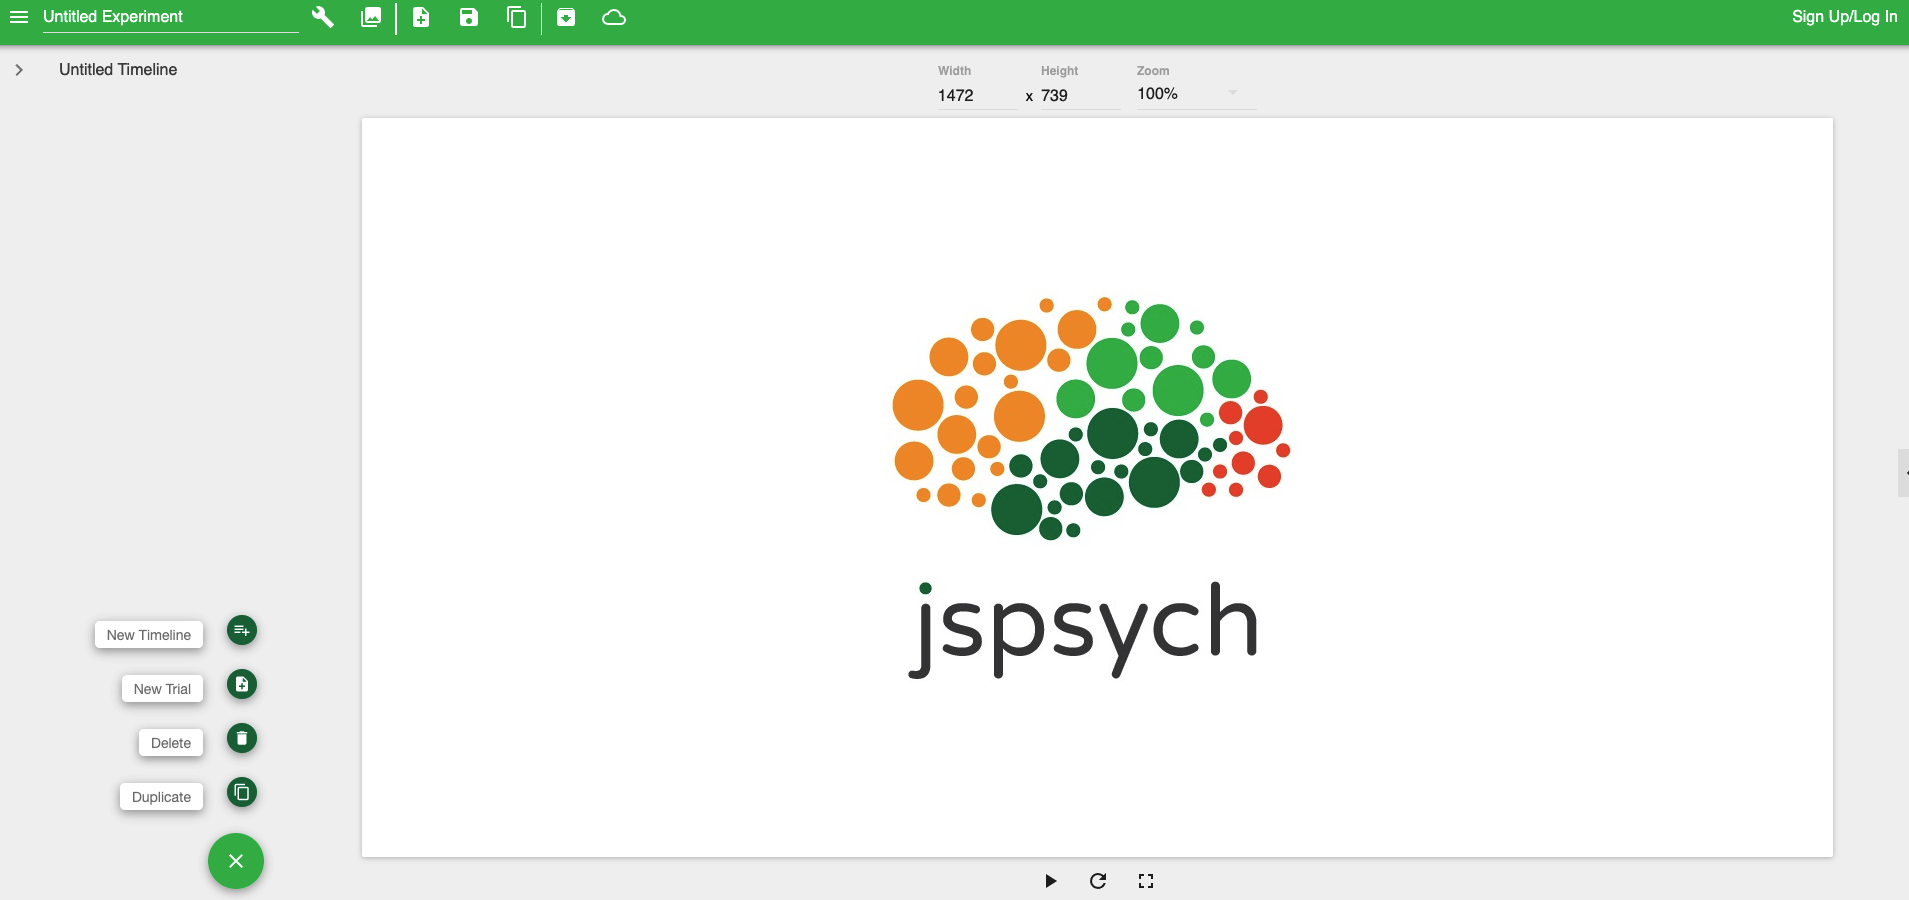 Untitled Experiment
Sign Up/Log In
Untitled Timeline
Width
Height
Zoom
1472
x
739
100%
jspsych
New Timeline
New Trial
Delete
Duplicate